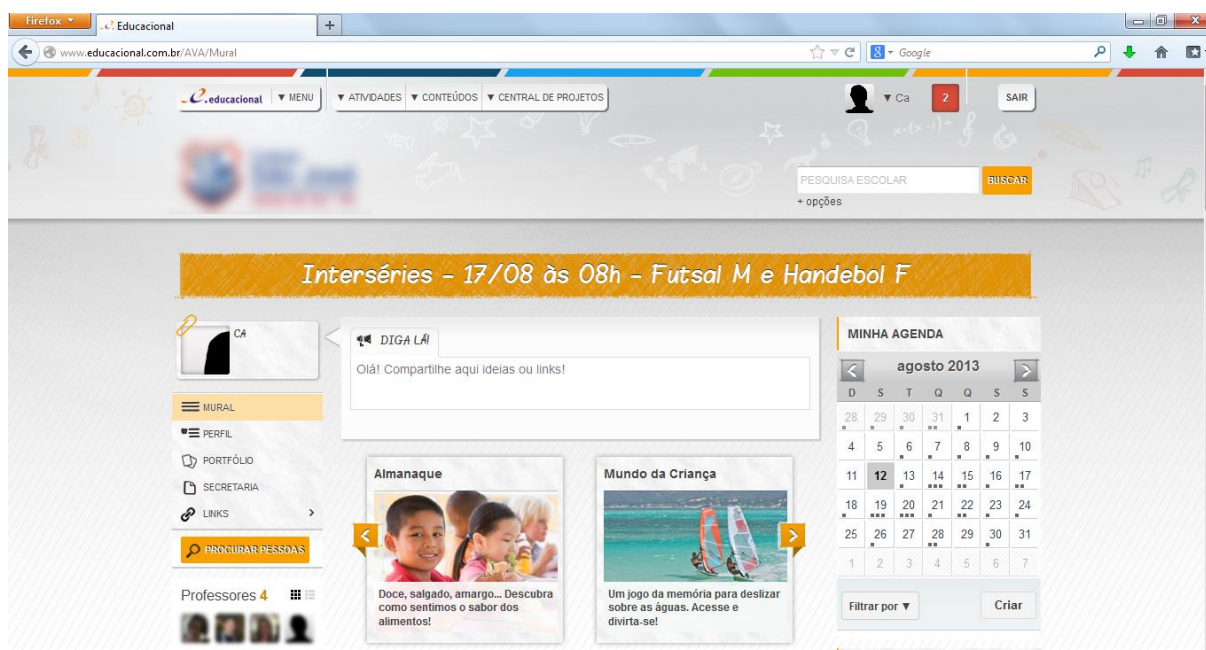 Firefox
Educacional
www.educacional.com.br/AVA/Mural
Google
e.educacional MENU ATIVIDADES CONTEÚDOS CENTRAL DE PROJETOS
Ca 2 SAIR
PESQUISA ESCOLAR BUSCAR
+ opções
Interséries - 17/08 às 08h - Futsal M e Handebol F
CA
MURAL
PERFIL
PORTFÓLIO
SECRETARIA
LINKS
PROCURAR PESSOAS
Professores 4
DIGA LÁ!
Olá! Compartilhe aqui ideias ou links!
Almanaque
Doce, salgado, amargo... Descubra
como sentimos o sabor dos
alimentos!
Mundo da Criança
Um jogo da memória para deslizar
sobre as águas. Acesse e
divirta-se!
MINHA AGENDA
agosto 2013
D S T Q Q S S
28 29 30 31 1 2 3
4 5 6 7 8 9 10
11 12 13 14 15 16 17
18 19 20 21 22 23 24
25 26 27 28 29 30 31
1 2 3 4 5 6 7
Filtrar por ▼ Criar